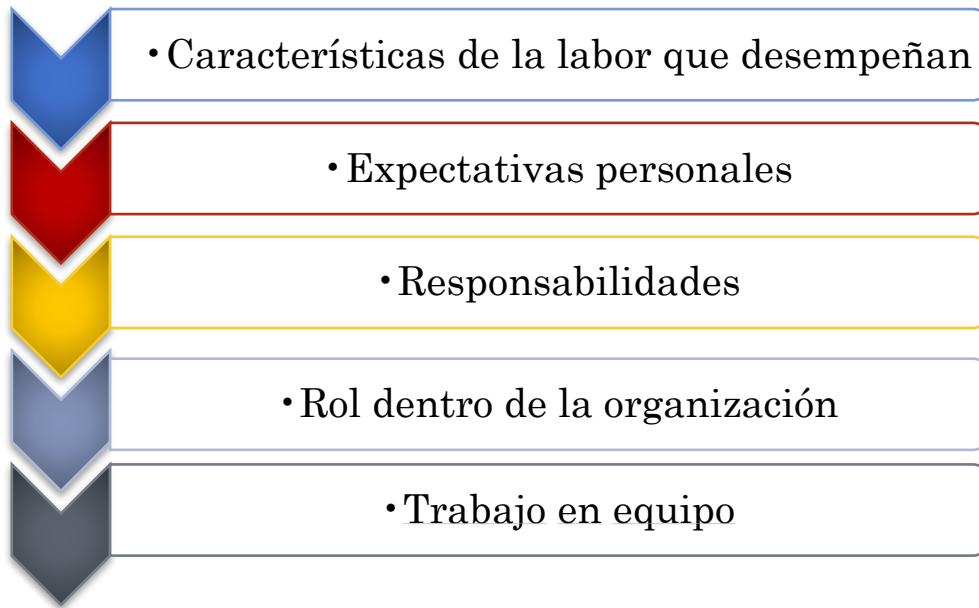 •Características de la labor que desempeñan
•Expectativas personales
•Responsabilidades
•Rol dentro de la organización
•Trabajo en equipo